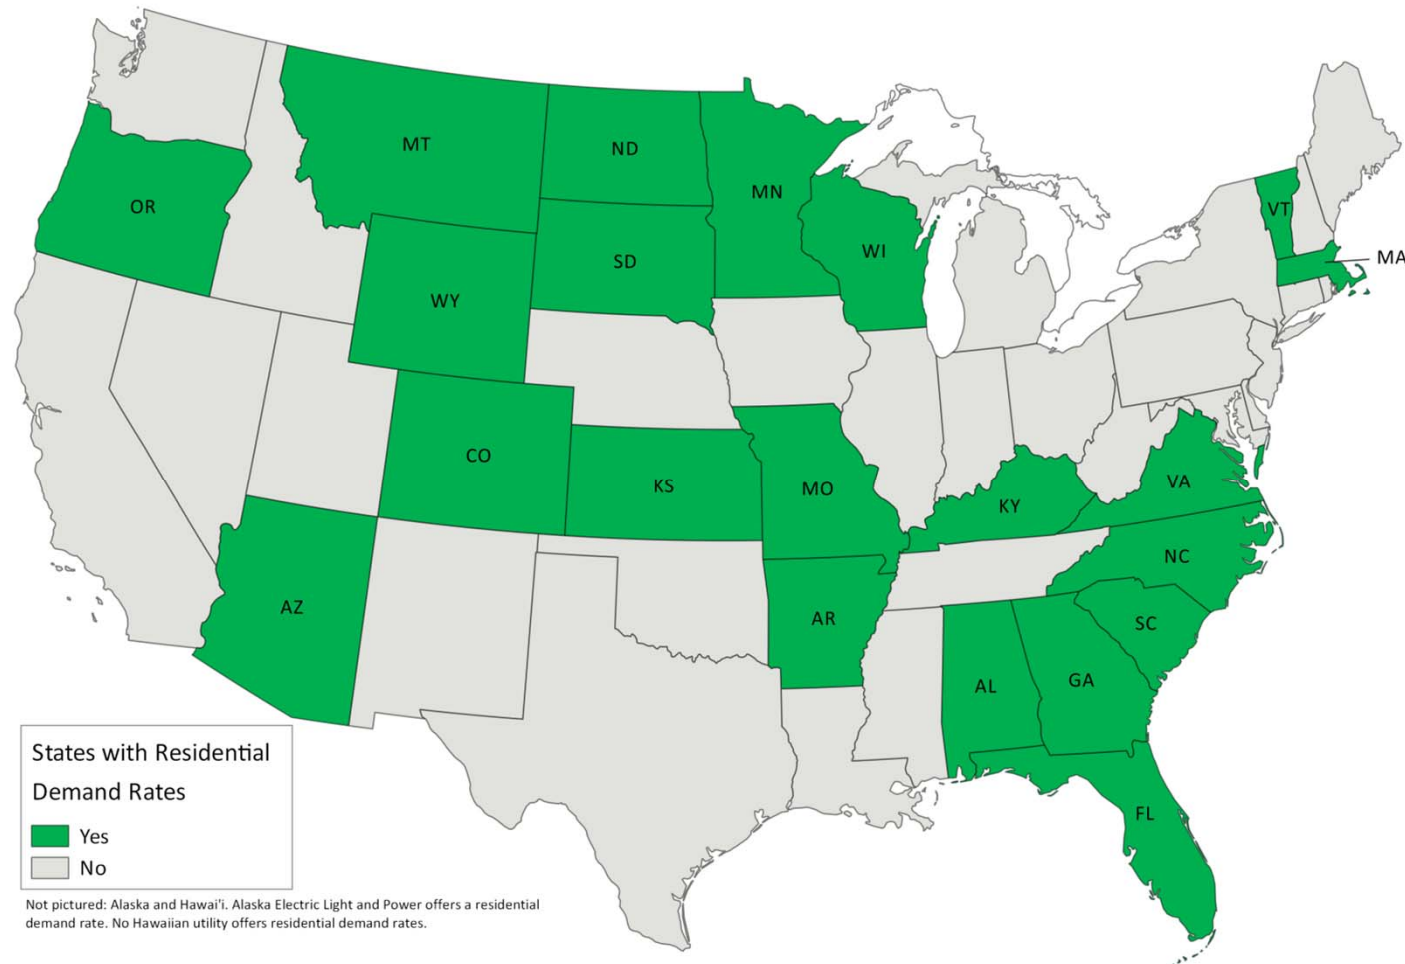 MT
ND
MN
OR
VT
WI
SD
MA
WY
CO
KS
MO
VA
KY
NC
AZ
AR
SC
AL
GA
FL
States with Residential
Demand Rates
Yes
No
Not pictured: Alaska and Hawai'i. Alaska Electric Light and Power offers a residential
demand rate. No Hawaiian utility offers residential demand rates.